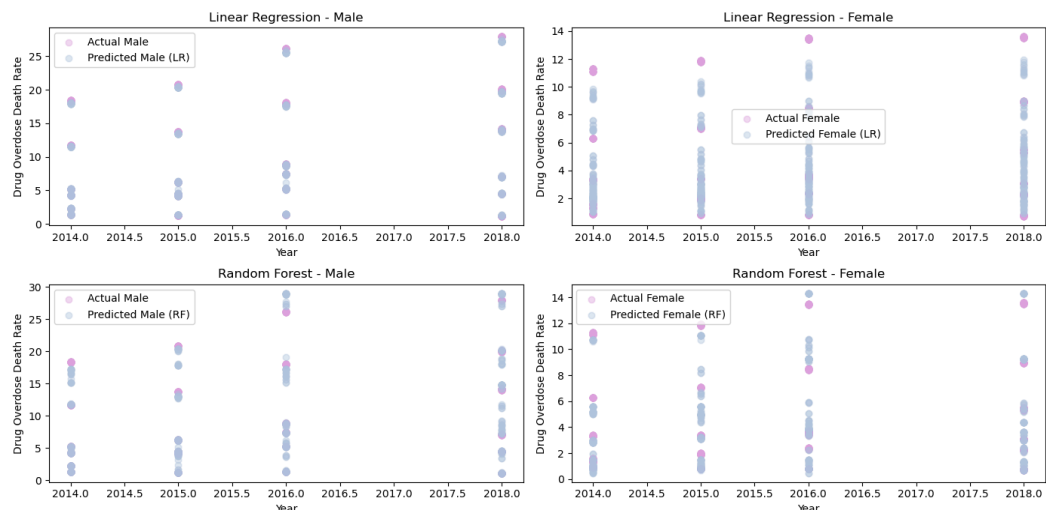 Linear Regression - Male
Actual Male
Predicted Male (LR)
Drug Overdose Death Rate
25
20
15
10
5
0
2014.0 2014.5 2015.0 2015.5 2016.0 2016.5 2017.0 2017.5 2018.0
Year
Linear Regression - Female
Actual Female
Predicted Female (LR)
Drug Overdose Death Rate
14
12
10
8
6
4
2
2014.0 2014.5 2015.0 2015.5 2016.0 2016.5 2017.0 2017.5 2018.0
Year
Random Forest - Male
Actual Male
Predicted Male (RF)
Drug Overdose Death Rate
30
25
20
15
10
5
0
2014.0 2014.5 2015.0 2015.5 2016.0 2016.5 2017.0 2017.5 2018.0
Year
Random Forest - Female
Actual Female
Predicted Female (RF)
Drug Overdose Death Rate
14
12
10
8
6
4
2
0
2014.0 2014.5 2015.0 2015.5 2016.0 2016.5 2017.0 2017.5 2018.0
Year